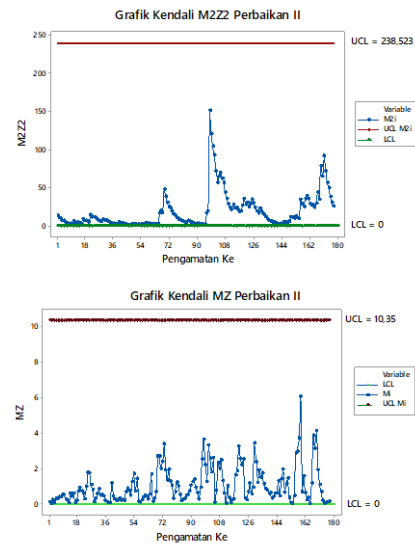 Grafik Kendali M2Z2 Perbaikan II
UCL = 238,523
250
200
150
100
50
0
M2Z2
Variable
M2i
UCL M2i
LCL
LCL = 0
1 18 36 54 72 90 108 126 144 162 180
Pengamatan Ke
Grafik Kendali MZ Perbaikan II
UCL = 10,35
10
8
6
4
2
0
MZ
Variable
LCL
Mi
UCL Mi
LCL = 0
1 18 36 54 72 90 108 126 144 162 180
Pengamatan Ke